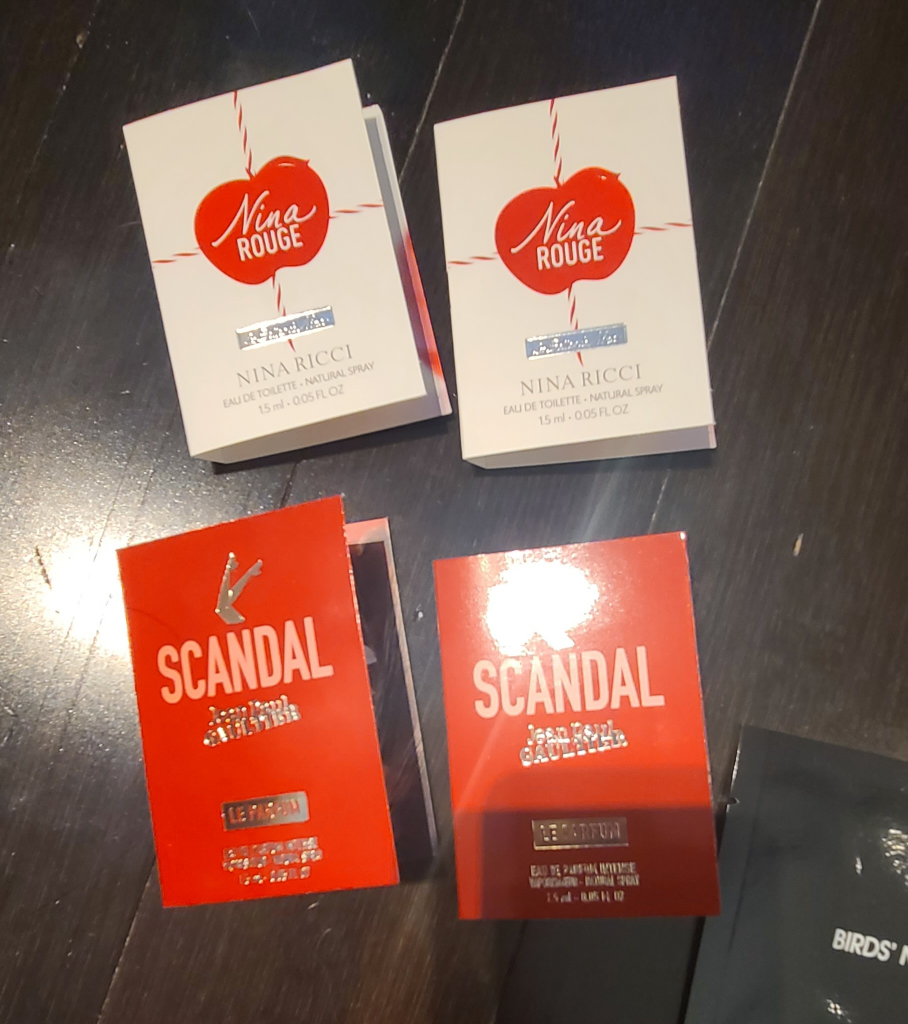 Nina
ROUGE
NINA RICCI
EAU DE TOILETTE - NATURAL SPRAY
1.5 ml - 0.05 FL OZ
Nina
ROUGE
NINA RICCI
EAU DE TOILETTE - NATURAL SPRAY
1.5 ml - 0.05 FL OZ
SCANDAL
Jean Paul
GAULTIER
LE PARFUM
SCANDAL
Jean Paul
GAULTIER
LE PARFUM
EAU DE PARFUM INTENSE
NATURAL SPRAY
1.5 ml - 0.05 FL OZ
BIRDS'